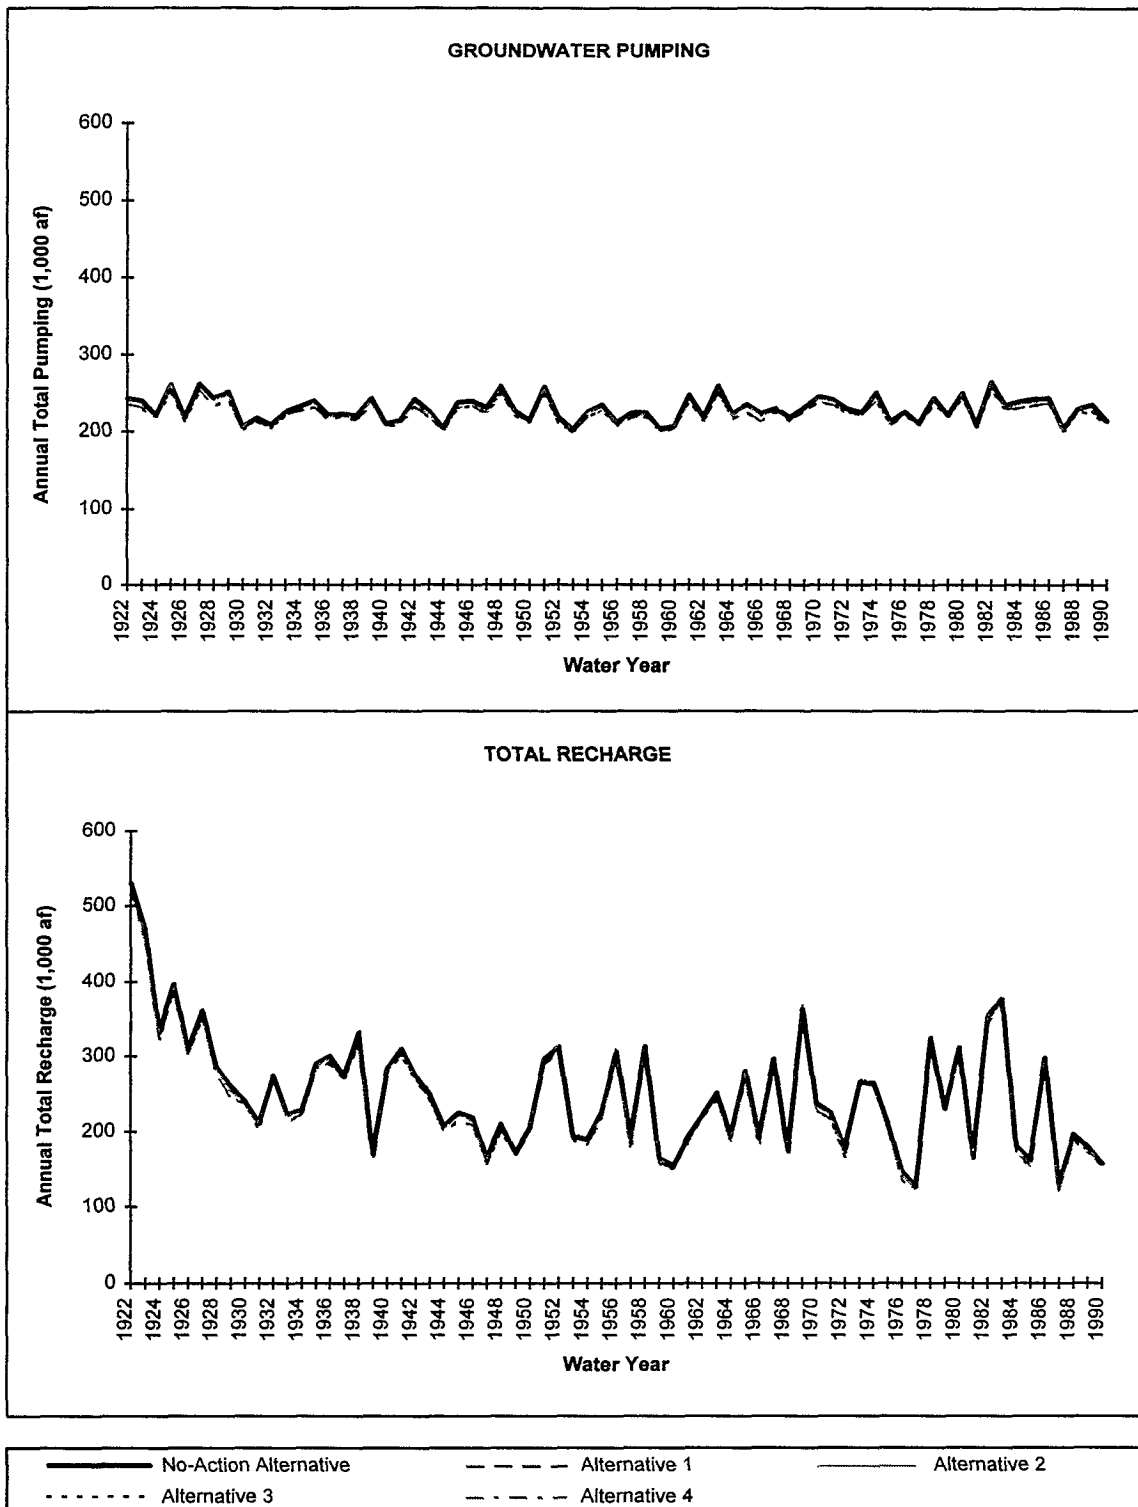 GROUNDWATER PUMPING
600
500
400
300
200
100
0
Annual Total Pumping (1,000 af)
1922 1924 1926 1928 1930 1932 1934 1936 1938 1940 1942 1944 1946 1948 1950 1952 1954 1956 1958 1960 1962 1964 1966 1968 1970 1972 1974 1976 1978 1980 1982 1984 1986 1988 1990
Water Year
TOTAL RECHARGE
600
500
400
300
200
100
0
Annual Total Recharge (1,000 af)
1922 1924 1926 1928 1930 1932 1934 1936 1938 1940 1942 1944 1946 1948 1950 1952 1954 1956 1958 1960 1962 1964 1966 1968 1970 1972 1974 1976 1978 1980 1982 1984 1986 1988 1990
Water Year
No-Action Alternative Alternative 1 Alternative 2
Alternative 3 Alternative 4